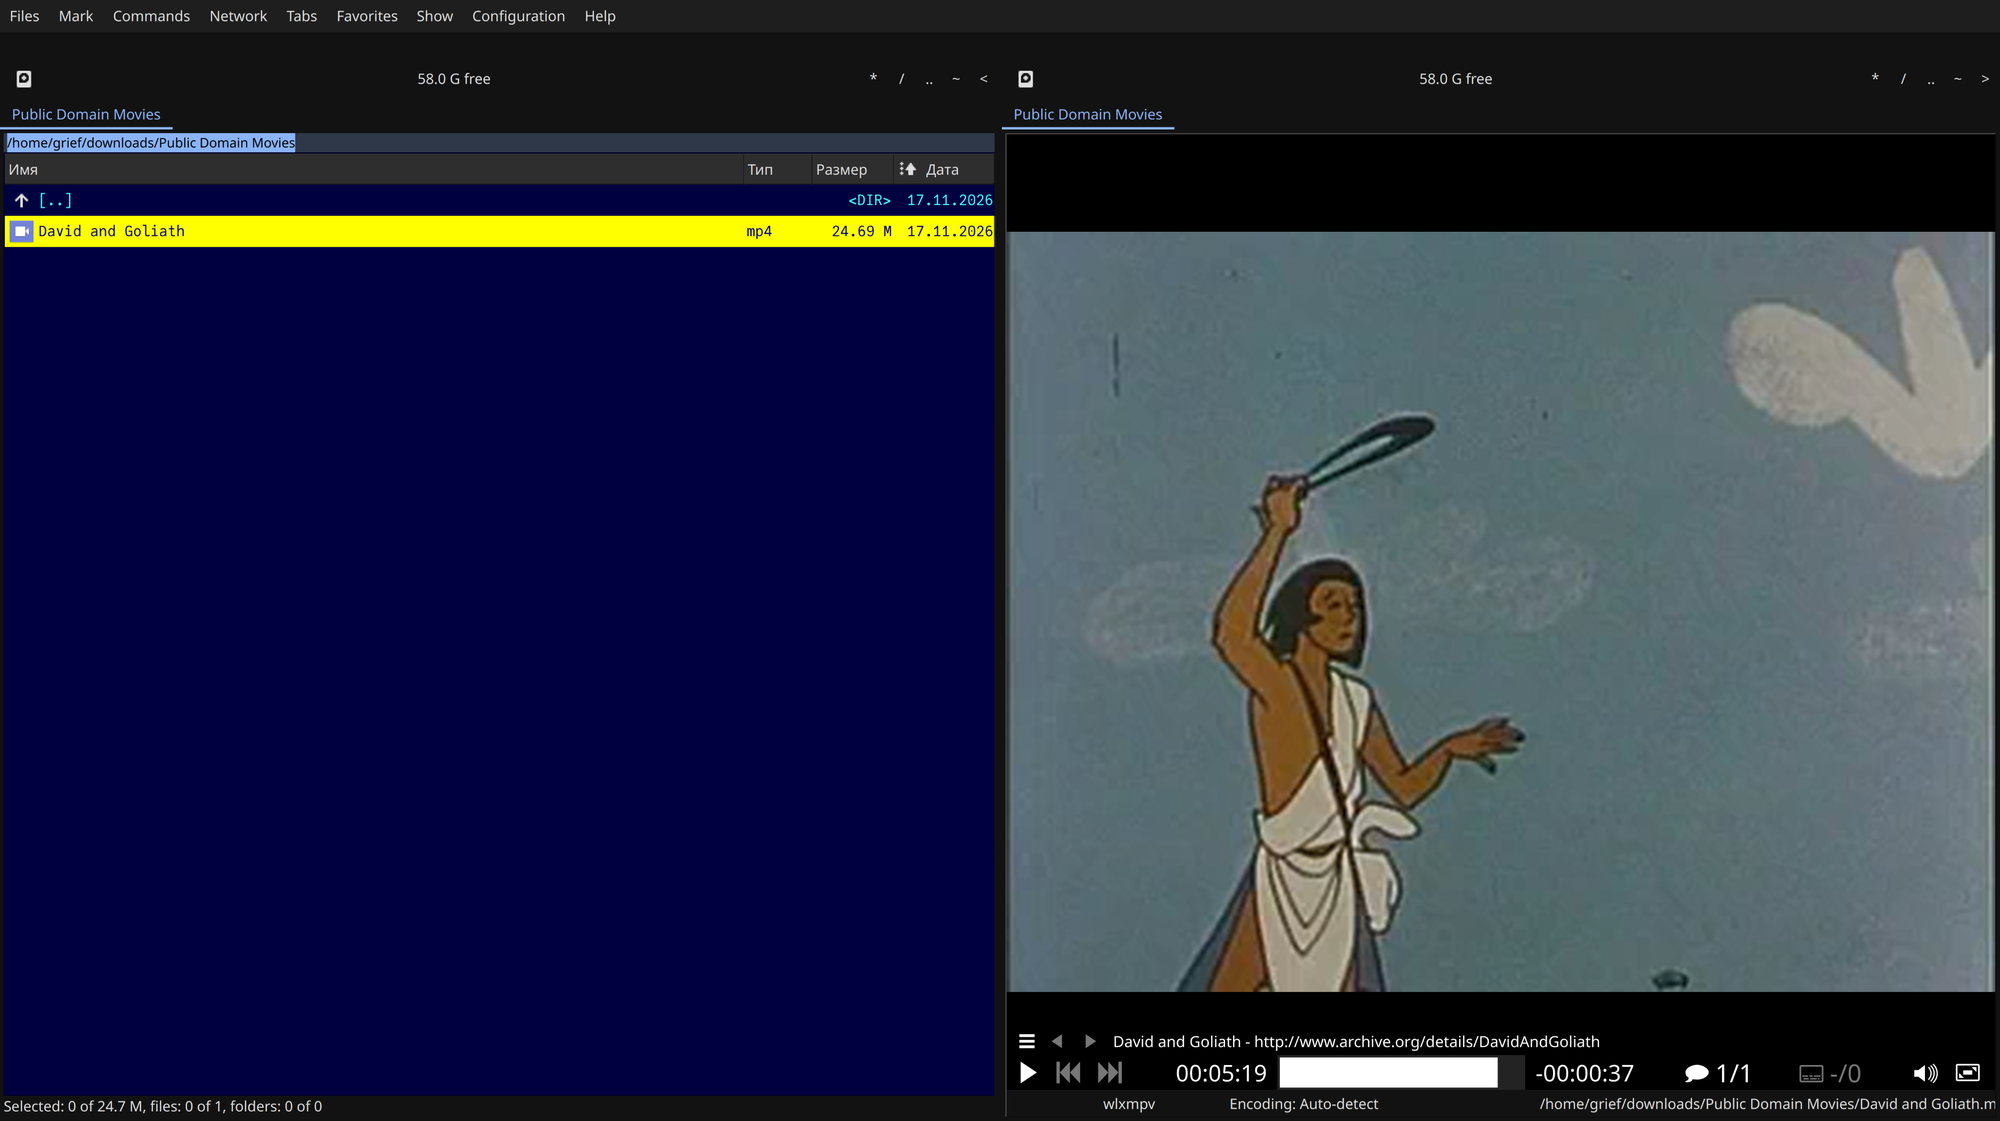 Files Mark Commands Network Tabs Favorites Show Configuration Help
58.0 G free * / .. ~ <
Public Domain Movies
/home/grief/downloads/Public Domain Movies
Имя Тип Размер Дата
[..] <DIR> 17.11.2026
David and Goliath mp4 24.69 M 17.11.2026
Selected: 0 of 24.7 M, files: 0 of 1, folders: 0 of 0
58.0 G free * / .. ~ >
Public Domain Movies
David and Goliath - http://www.archive.org/details/DavidAndGoliath
00:05:19 -00:00:37 1/1 -/0
wlxmpv Encoding: Auto-detect /home/grief/downloads/Public Domain Movies/David and Goliath.m